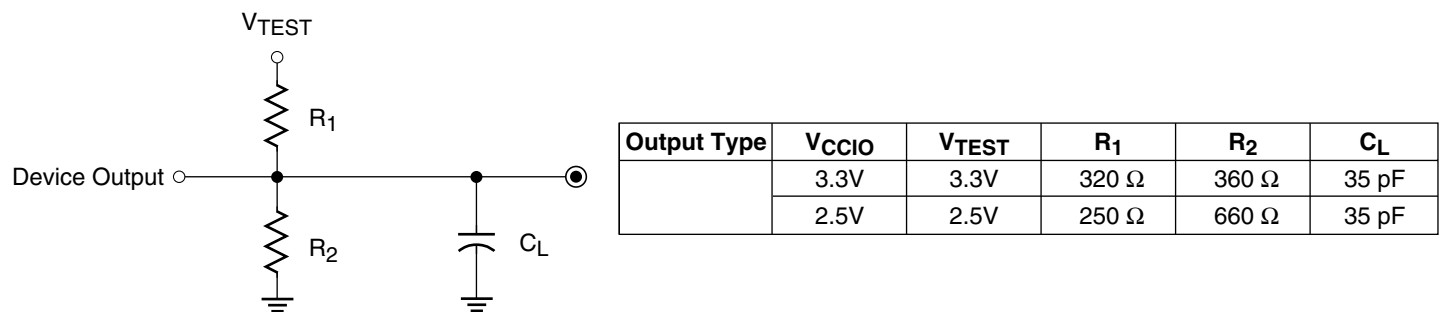 VTEST
R1
Device Output
R2
CL
Output Type VCCIO VTEST R1 R2 CL
3.3V 3.3V 320 Ω 360 Ω 35 pF
2.5V 2.5V 250 Ω 660 Ω 35 pF